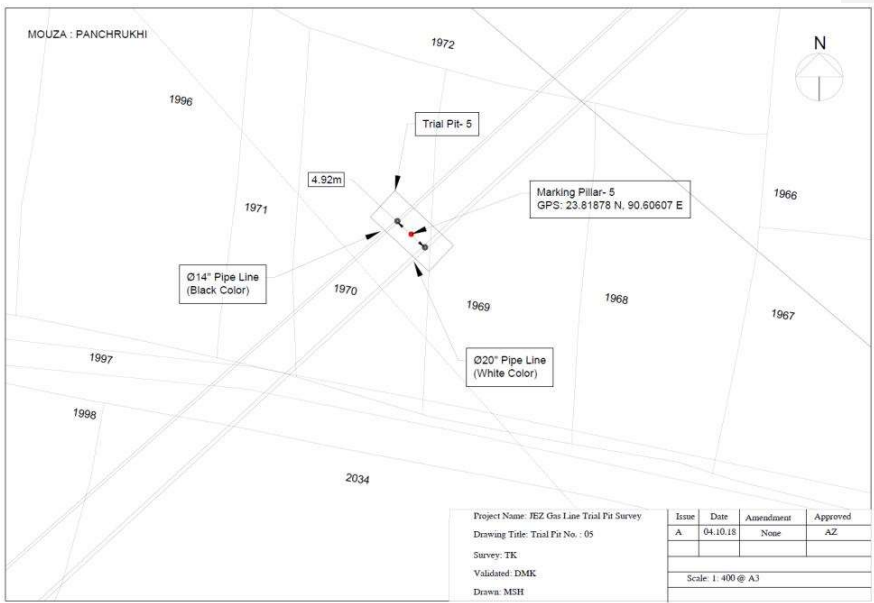 MOUZA : PANCHRUKHI
N
1972
1996
Trial Pit- 5
4.92m
Marking Pillar- 5
GPS: 23.81878 N, 90.60607 E
1966
1971
Ø14" Pipe Line
(Black Color)
1970
1969
1968
1967
Ø20" Pipe Line
(White Color)
1997
1998
2034
Project Name: JEZ Gas Line Trial Pit Survey
Drawing Title: Trial Pit No. : 05
Survey: TK
Validated: DMK
Drawn: MSH
Issue Date Amendment Approved
A 04.10.18 None AZ
Scale: 1: 400 @ A3